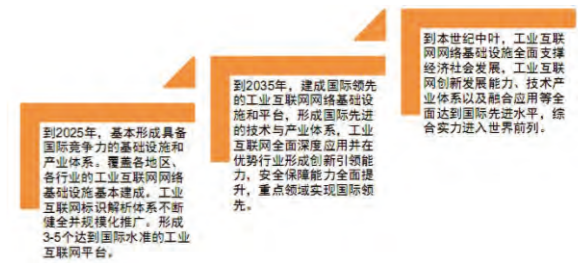 到2025年，基本形成具备
国际竞争力的基础设施和
产业体系。覆盖各地区、
各行业的工业互联网网络
基础设施基本建成。工业
互联网标识解析体系不断
健全并规模化推广。形成
3-5个达到国际水准的工业
互联网平台。
到2035年，建成国际领先
的工业互联网网络基础设
施和平台，形成国际先进
的技术与产业体系，工业
互联网全面深度应用并在
优势行业形成创新引领能
力，安全保障能力全面提
升，重点领域实现国际领
先。
到本世纪中叶，工业互联
网网络基础设施全面支撑
经济社会发展，工业互联
网创新发展能力、技术产
业体系以及融合应用等全
面达到国际先进水平，综
合实力进入世界前列。